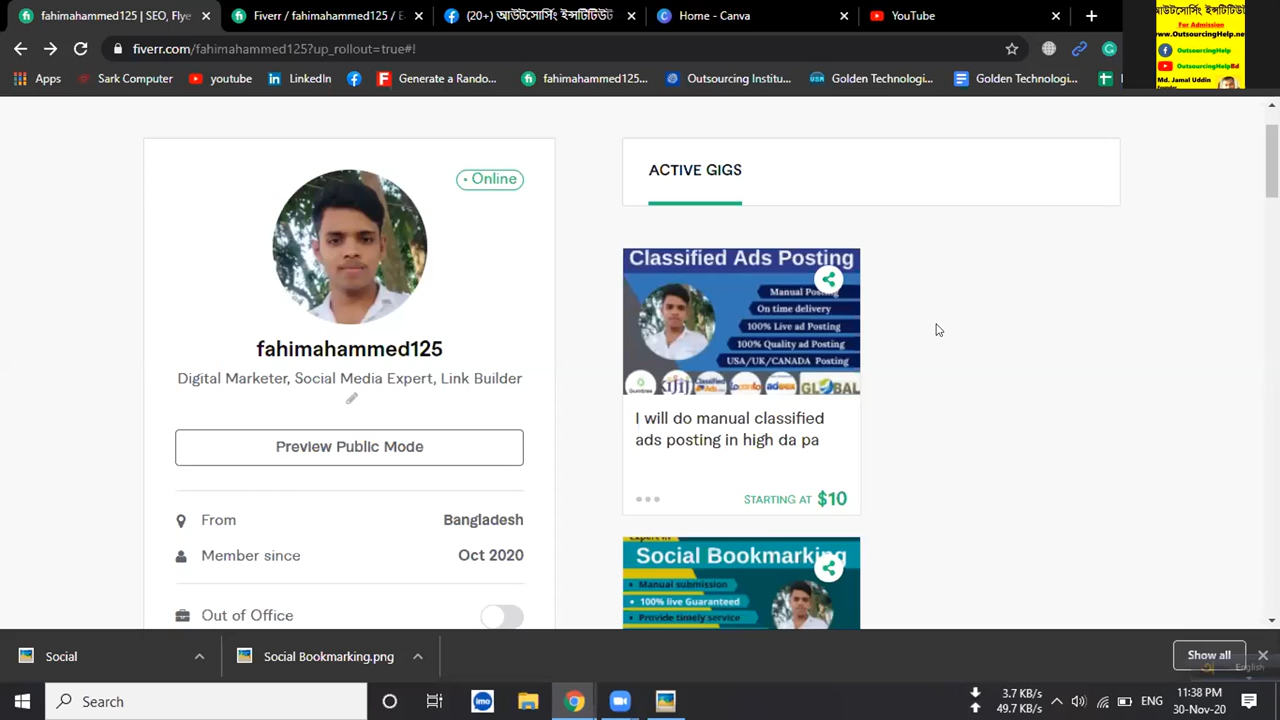 fahimahammed125 | SEO, Flye
Fiverr / fahimahammed125 / E
আউটসোর্সিং ইন্সটিটিউট
Home - Canva
YouTube
আউটসোর্সিং ইন্সটিটিউট
For Admission
www.OutsourcingHelp.ne
OutsourcingHelp
OutsourcingHelpBd
Md. Jamal Uddin
fiverr.com/fahimahammed125?up_rollout=true#!
Apps
Sark Computer
youtube
LinkedIn
Generate a Ra
fahimahammed125...
Outsourcing Institu...
Golden Technologi...
Golden Technologi...
• Online
fahimahammed125
Digital Marketer, Social Media Expert, Link Builder
Preview Public Mode
From
Bangladesh
Member since
Oct 2020
Out of Office
ACTIVE GIGS
Classified Ads Posting
Manual Posting
On time delivery
100% Live ad Posting
100% Quality ad Posting
USA/UK/CANADA Posting
KIJIJI
Locanto
GLOBAL
I will do manual classified
ads posting in high da pa
STARTING AT $10
Social Bookmarking
• Manual submission
• 100% live Guaranteed
• Provide timely service
Social
Social Bookmarking.png
Show all
English
Search
imo
3.7 KB/s
49.7 KB/s
ENG
11:38 PM
30-Nov-20